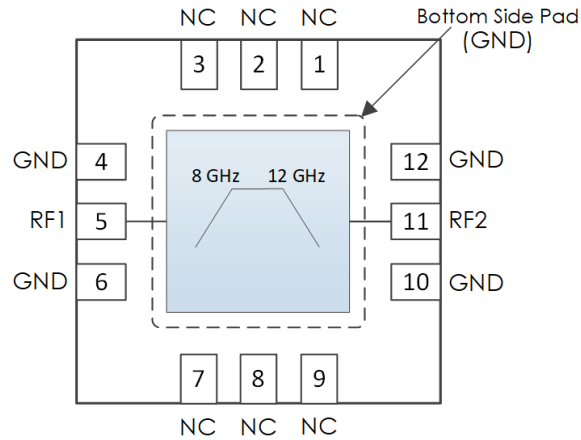 NC NC NC
Bottom Side Pad
(GND)
3 2 1
GND 4
12 GND
8 GHz 12 GHz
RF1 5
11 RF2
GND 6
10 GND
7 8 9
NC NC NC